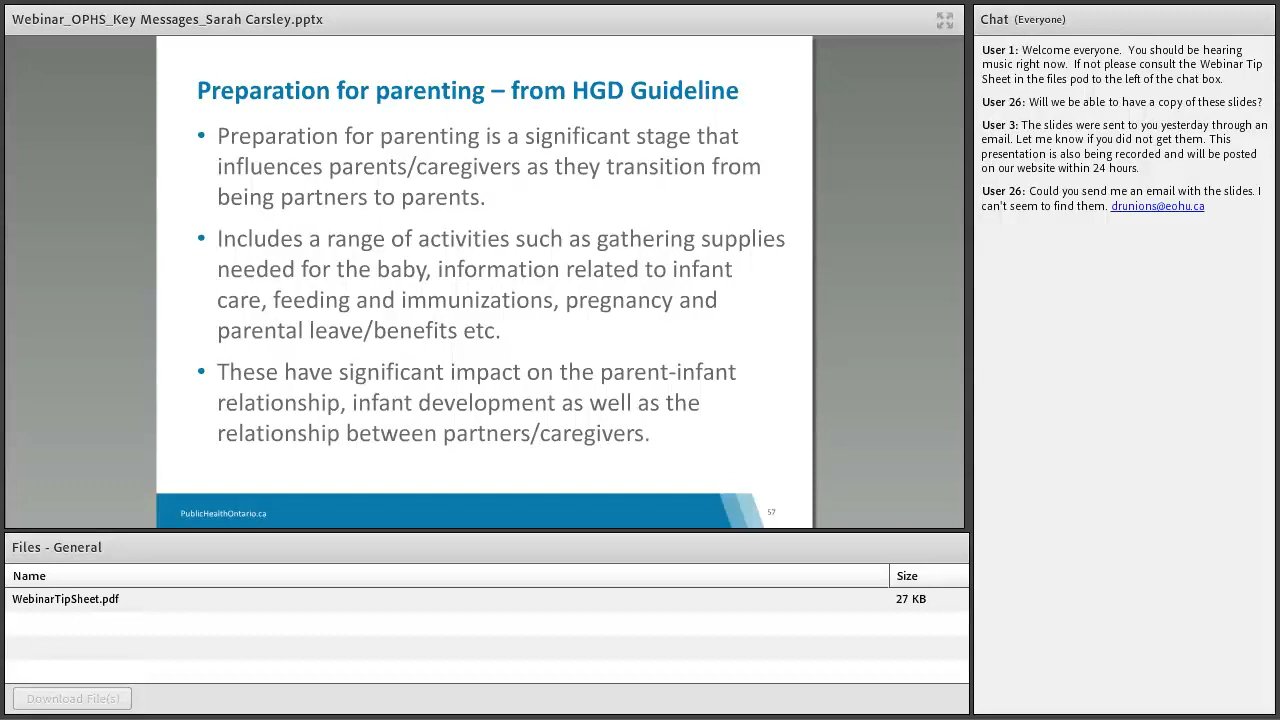 Webinar_OPHS_Key Messages_Sarah Carsley.pptx
Preparation for parenting – from HGD Guideline
• Preparation for parenting is a significant stage that
influences parents/caregivers as they transition from
being partners to parents.
• Includes a range of activities such as gathering supplies
needed for the baby, information related to infant
care, feeding and immunizations, pregnancy and
parental leave/benefits etc.
• These have significant impact on the parent-infant
relationship, infant development as well as the
relationship between partners/caregivers.
PublicHealthOntario.ca
57
Files - General
Name Size
WebinarTipSheet.pdf 27 KB
Download File(s)
Chat (Everyone)
User 1: Welcome everyone. You should be hearing
music right now. If not please consult the Webinar Tip
Sheet in the files pod to the left of the chat box.
User 26: Will we be able to have a copy of these slides?
User 3: The slides were sent to you yesterday through an
email. Let me know if you did not get them. This
presentation is also being recorded and will be posted
on our website within 24 hours.
User 26: Could you send me an email with the slides. I
can't seem to find them. drunions@eohu.ca